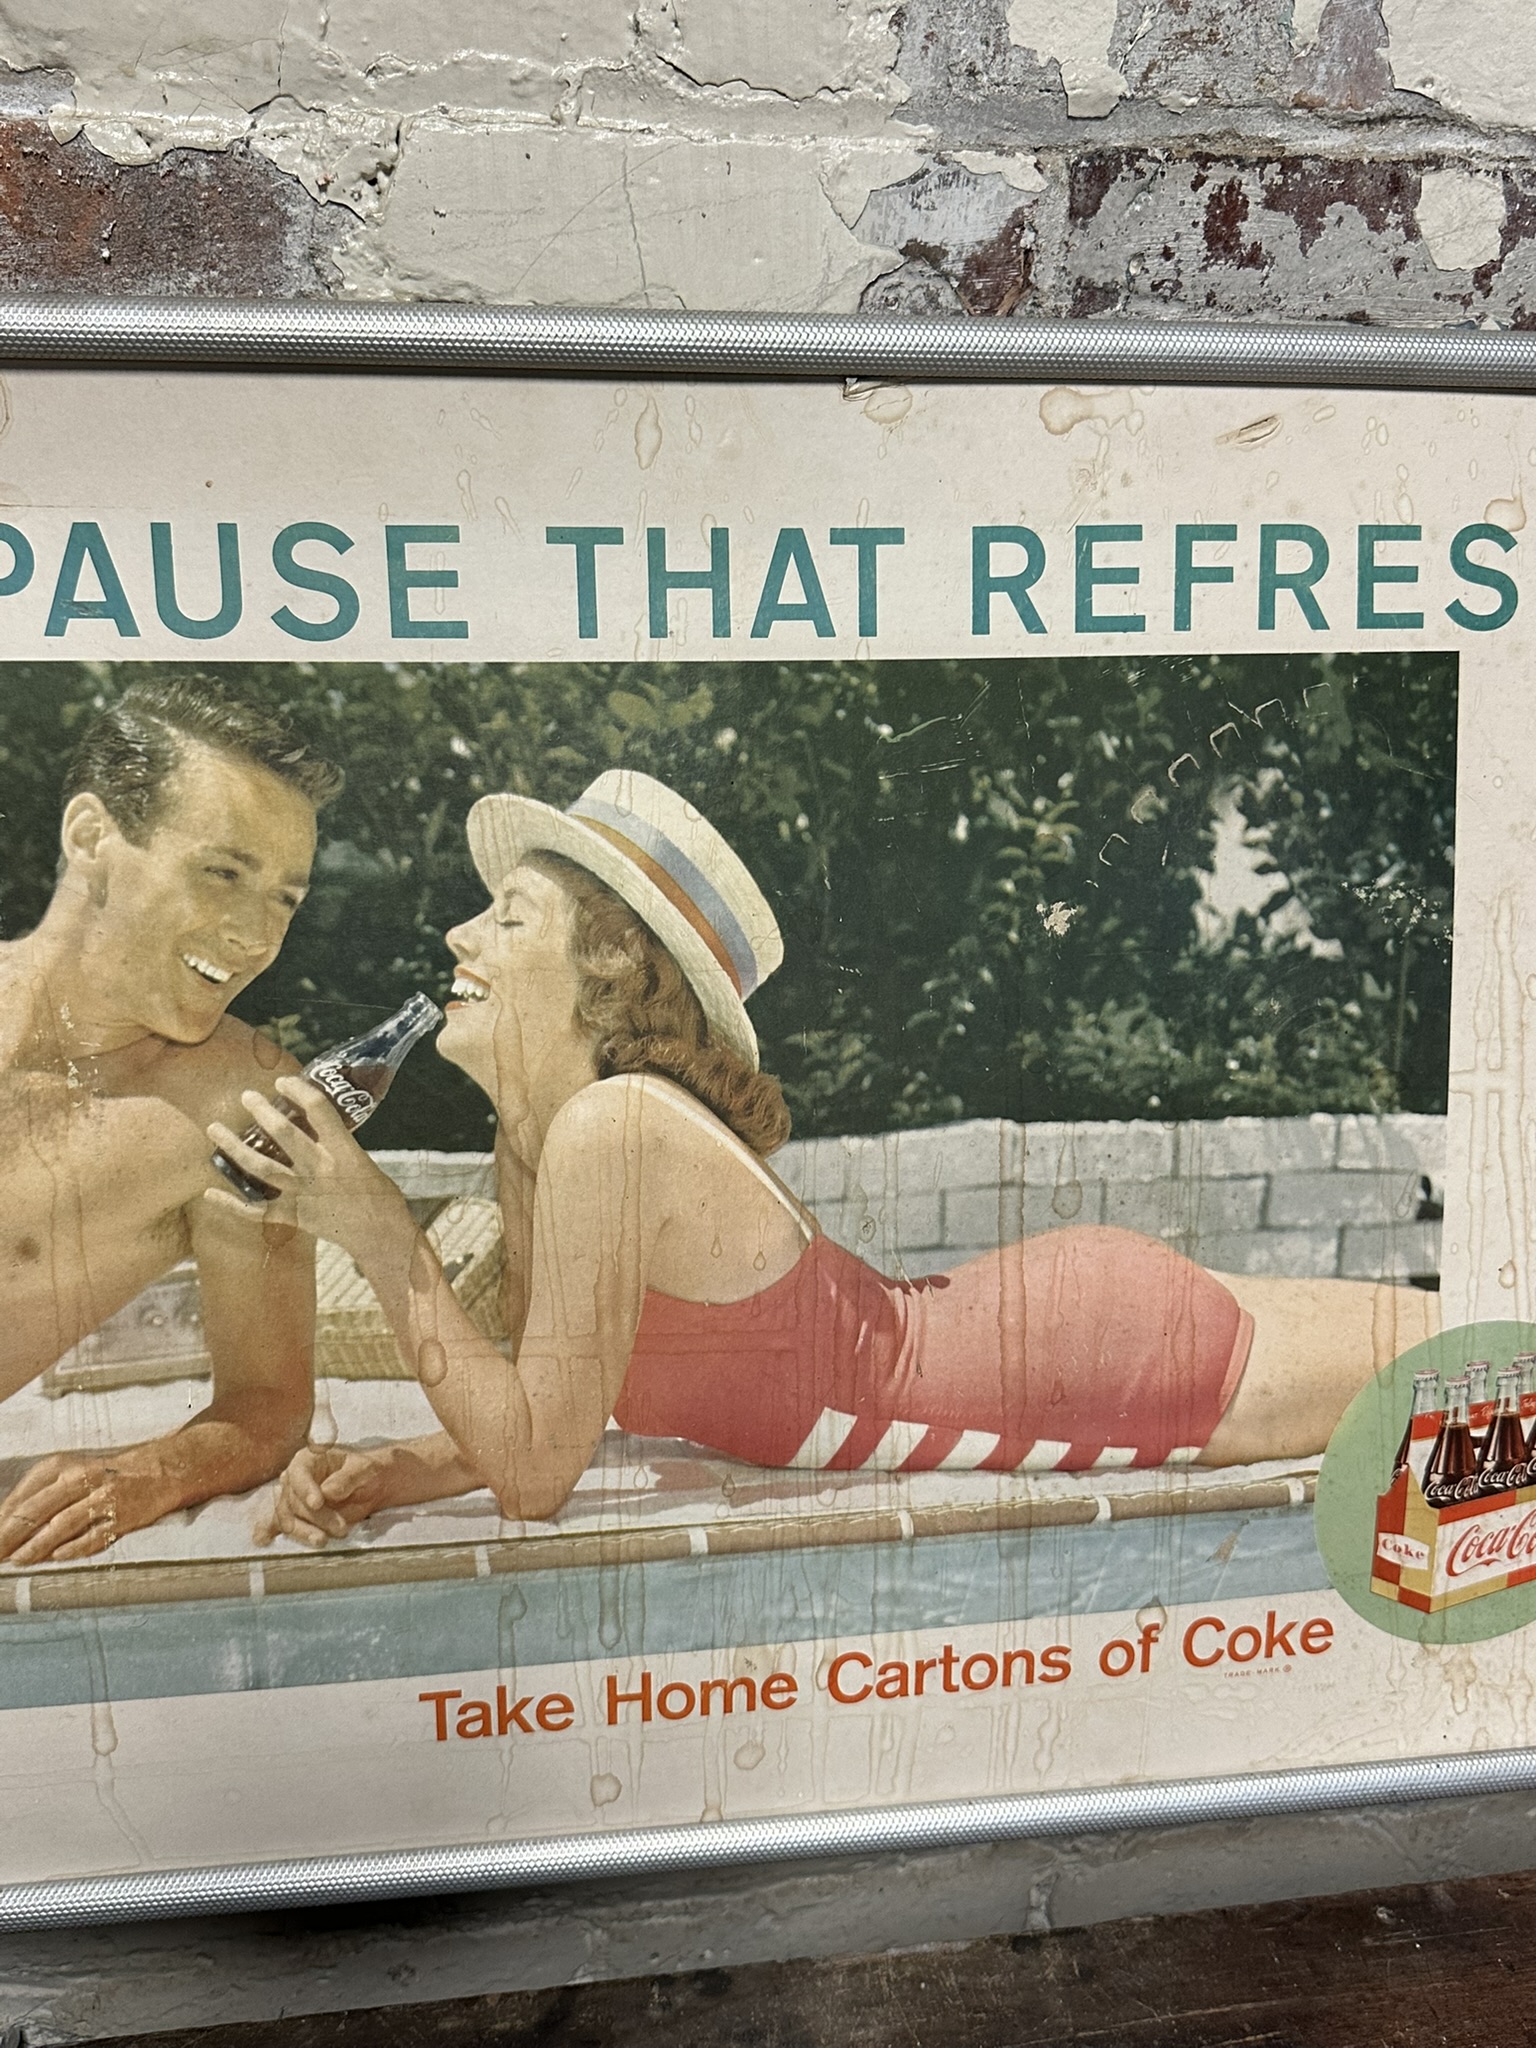 PAUSE THAT REFRES
Coca-Cola
Coca-Cola
Coke
Coca-Co
Take Home Cartons of Coke
TRADE-MARK ®